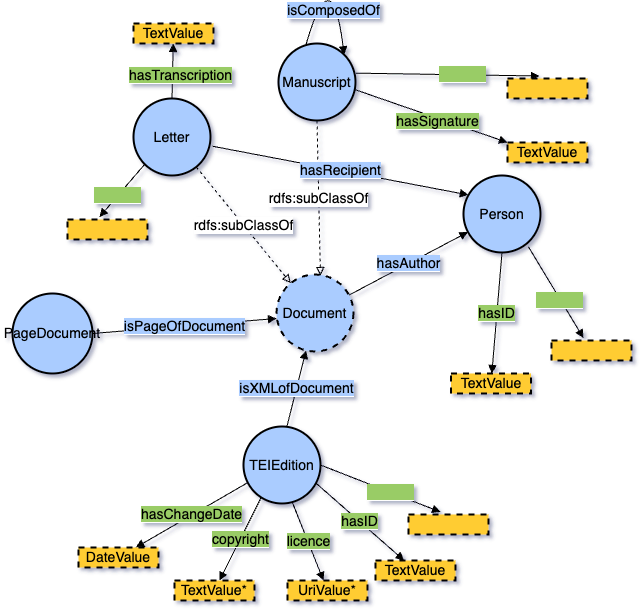 isComposedOf
TextValue
hasTranscription
Manuscript
hasSignature
Letter
TextValue
hasRecipient
rdfs:subClassOf
Person
rdfs:subClassOf
hasAuthor
Document
hasID
isPageOfDocument
PageDocument
TextValue
isXMLofDocument
TEIEdition
hasChangeDate
hasID
copyright
licence
DateValue
TextValue
TextValue*
UriValue*